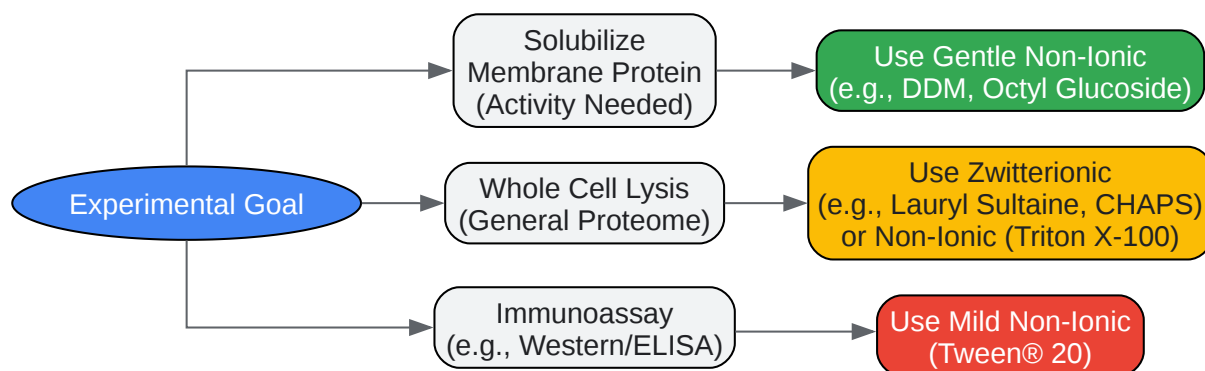 Experimental Goal
Solubilize
Membrane Protein
(Activity Needed)
Use Gentle Non-Ionic
(e.g., DDM, Octyl Glucoside)
Whole Cell Lysis
(General Proteome)
Use Zwitterionic
(e.g., Lauryl Sultaine, CHAPS)
or Non-Ionic (Triton X-100)
Immunoassay
(e.g., Western/ELISA)
Use Mild Non-Ionic
(Tween® 20)